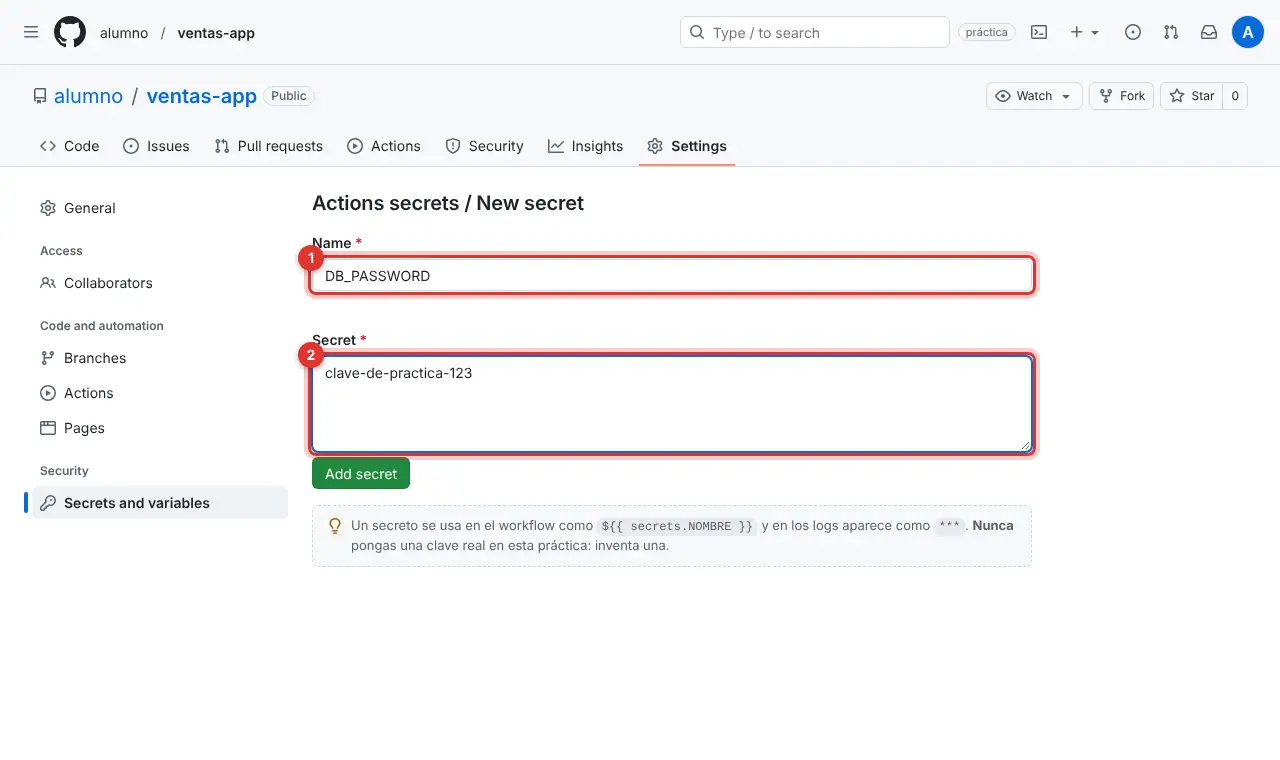 alumno / ventas-app
Type / to search
práctica
A
alumno / ventas-app Public
Watch
Fork
Star 0
Code
Issues
Pull requests
Actions
Security
Insights
Settings
General
Access
Collaborators
Code and automation
Branches
Actions
Pages
Security
Secrets and variables
Actions secrets / New secret
Name *
1
DB_PASSWORD
Secret *
2
clave-de-practica-123
Add secret
Un secreto se usa en el workflow como ${{ secrets.NOMBRE }} y en los logs aparece como ***. Nunca
pongas una clave real en esta práctica: inventa una.